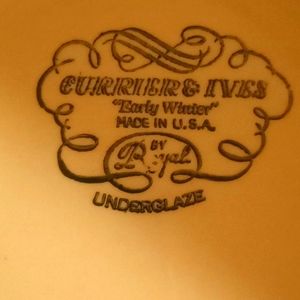 CURRIER & IVES
"Early Winter"
MADE IN U.S.A.
BY
Royal
UNDERGLAZE